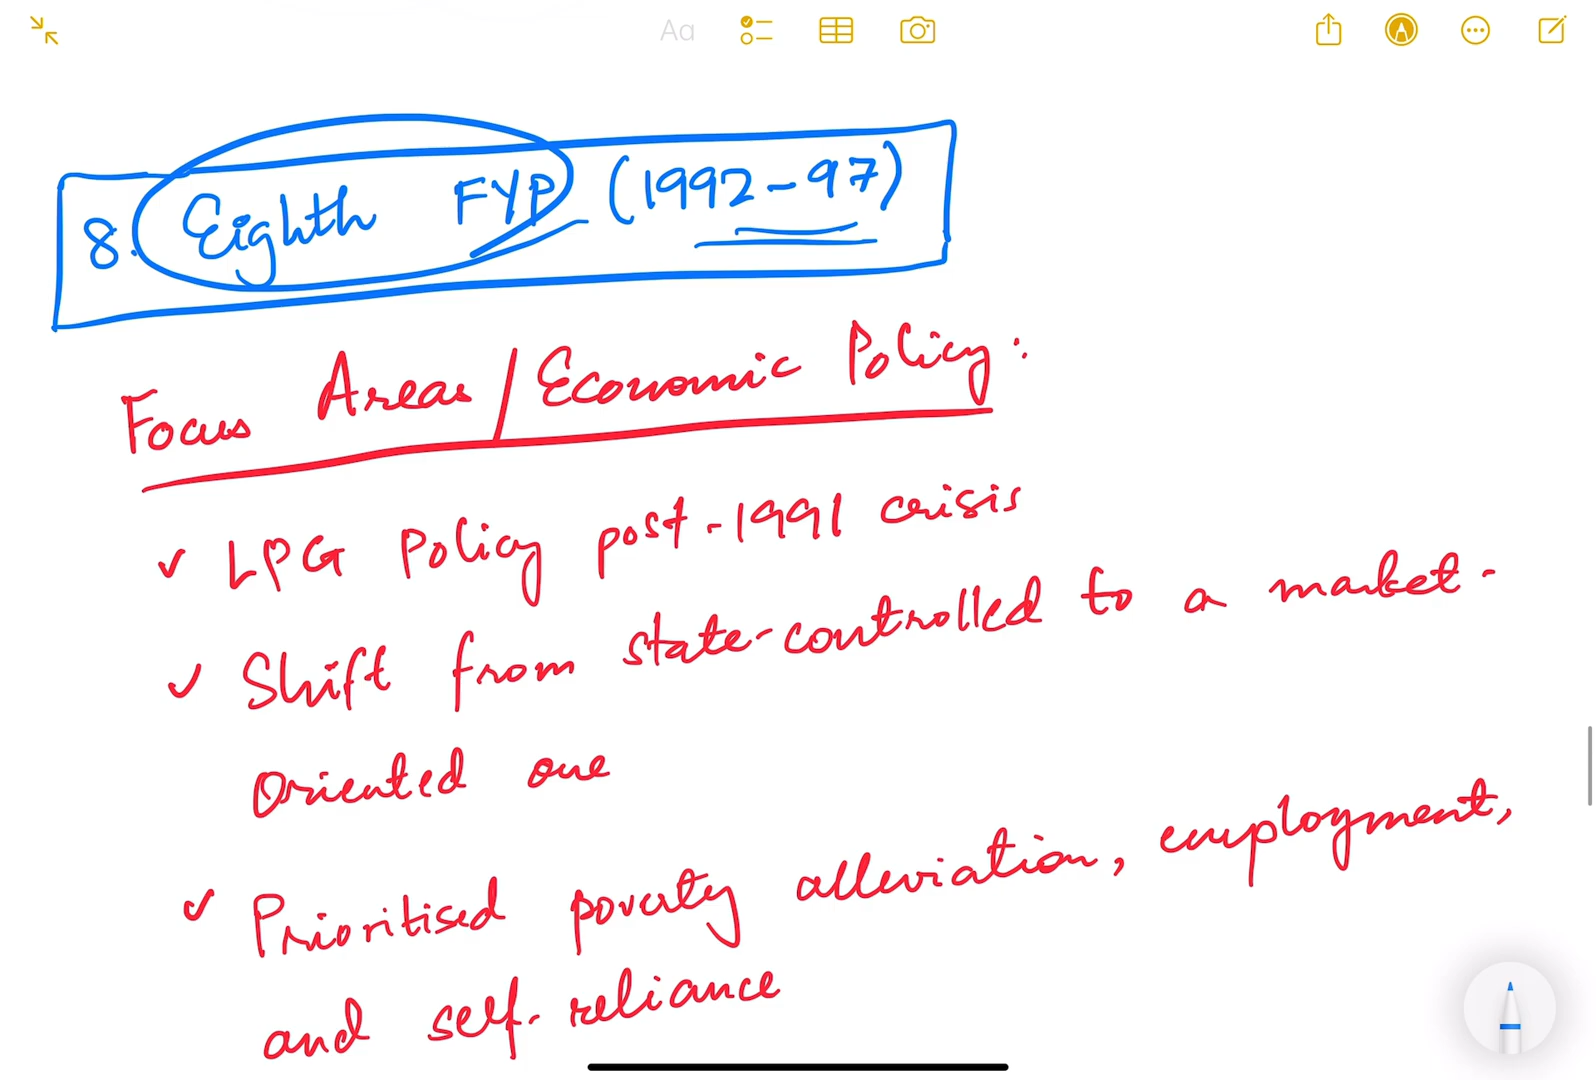 Aa
8. Eighth FYP (1992-97)
Focus Areas / Economic Policy:
✓ LPG Policy post-1991 crisis
✓ Shift from state-controlled to a market-
Oriented one
✓ Prioritised poverty alleviation, employment,
and self-reliance